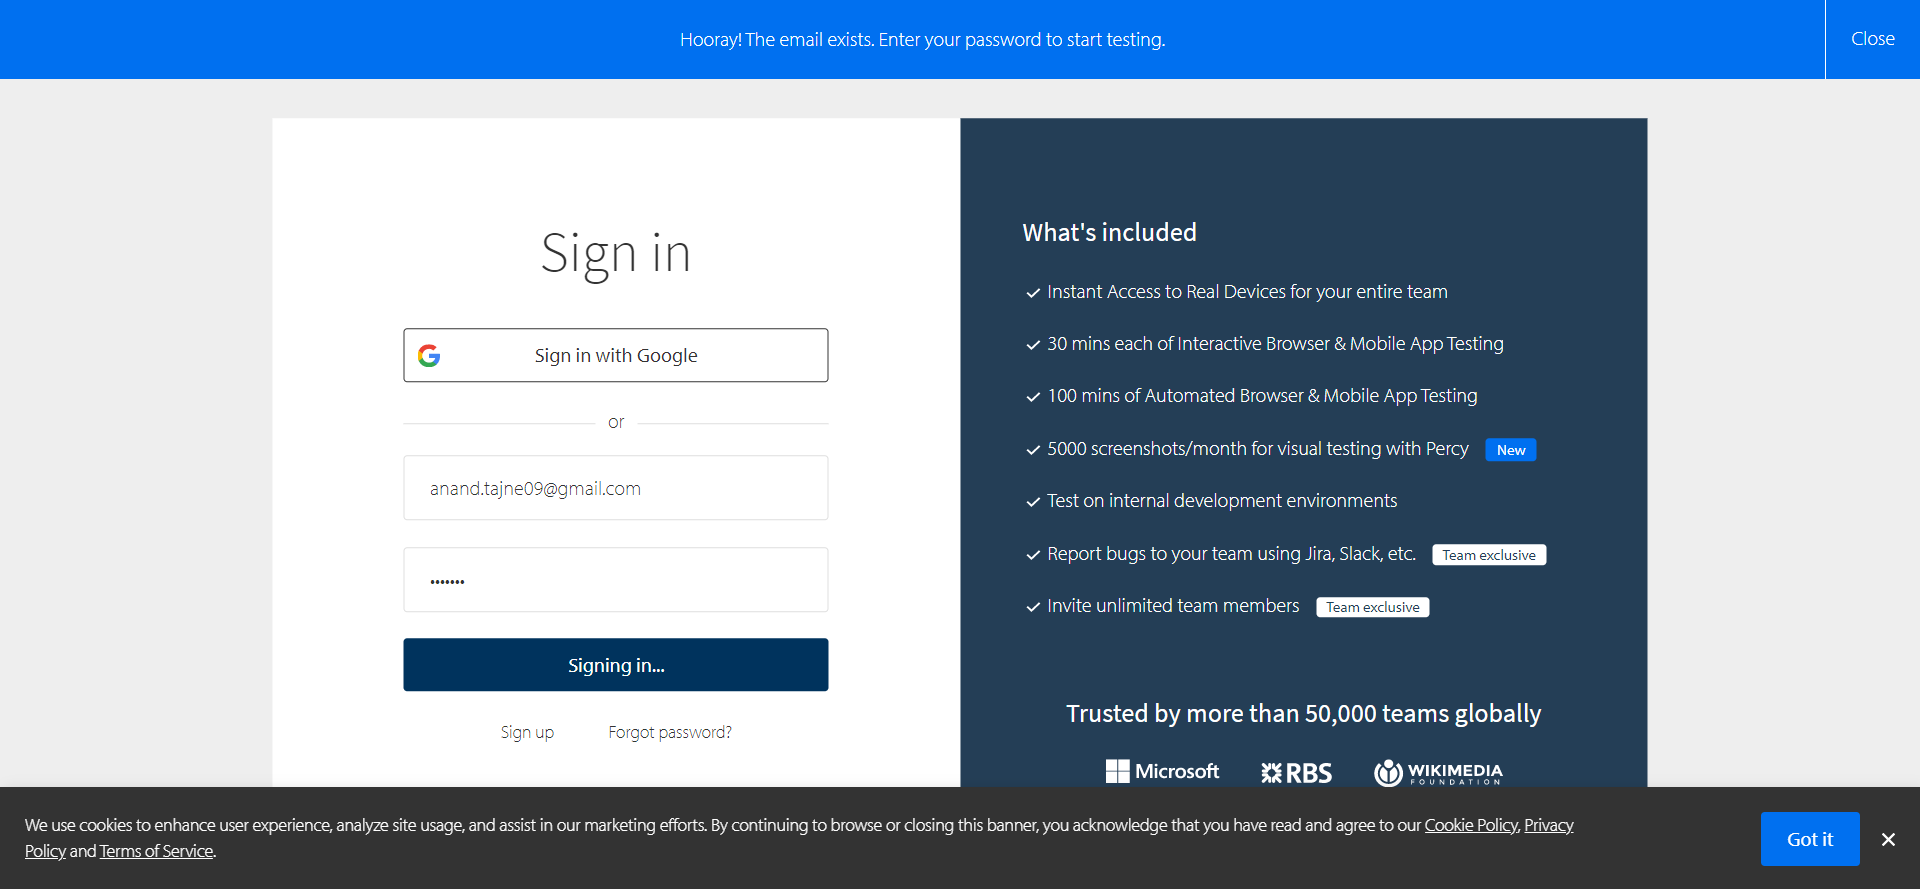 Hooray! The email exists. Enter your password to start testing.
Close
Sign in
Sign in with Google
or
anand.tajne09@gmail.com
•••••••
Signing in...
Sign up Forgot password?
What's included
Instant Access to Real Devices for your entire team
30 mins each of Interactive Browser & Mobile App Testing
100 mins of Automated Browser & Mobile App Testing
5000 screenshots/month for visual testing with Percy New
Test on internal development environments
Report bugs to your team using Jira, Slack, etc. Team exclusive
Invite unlimited team members Team exclusive
Trusted by more than 50,000 teams globally
Microsoft RBS WIKIMEDIA
FOUNDATION
We use cookies to enhance user experience, analyze site usage, and assist in our marketing efforts. By continuing to browse or closing this banner, you acknowledge that you have read and agree to our Cookie Policy, Privacy
Policy and Terms of Service.
Got it